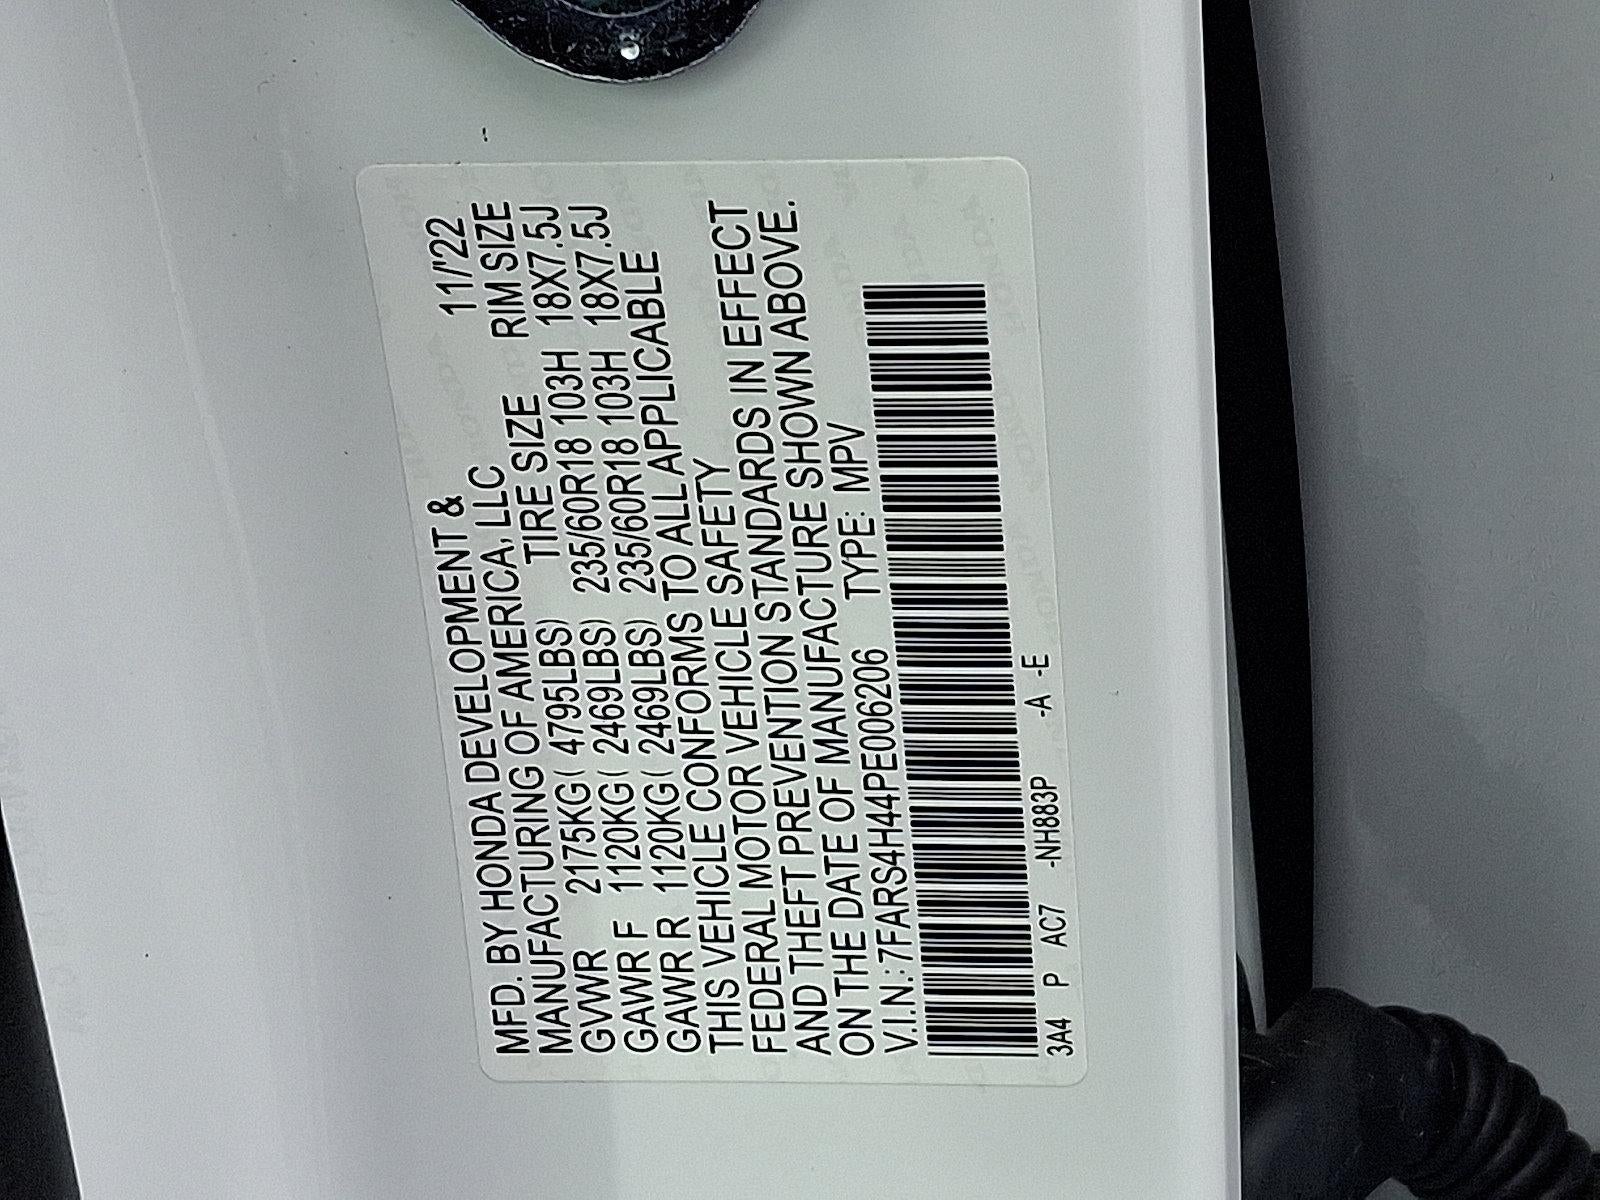 MFD. BY HONDA DEVELOPMENT & 11/'22
MANUFACTURING OF AMERICA, LLC RIM SIZE
GVWR 2175KG( 4795LBS) TIRE SIZE 18X7.5J
GAWR F 1120KG( 2469LBS) 235/60R18 103H 18X7.5J
GAWR R 1120KG( 2469LBS) 235/60R18 103H
THIS VEHICLE CONFORMS TO ALL APPLICABLE
FEDERAL MOTOR VEHICLE SAFETY
AND THEFT PREVENTION STANDARDS IN EFFECT
ON THE DATE OF MANUFACTURE SHOWN ABOVE.
V.I.N.: 7FARS4H44PE006206 TYPE: MPV
3A4 P AC7 -NH883P -A -E